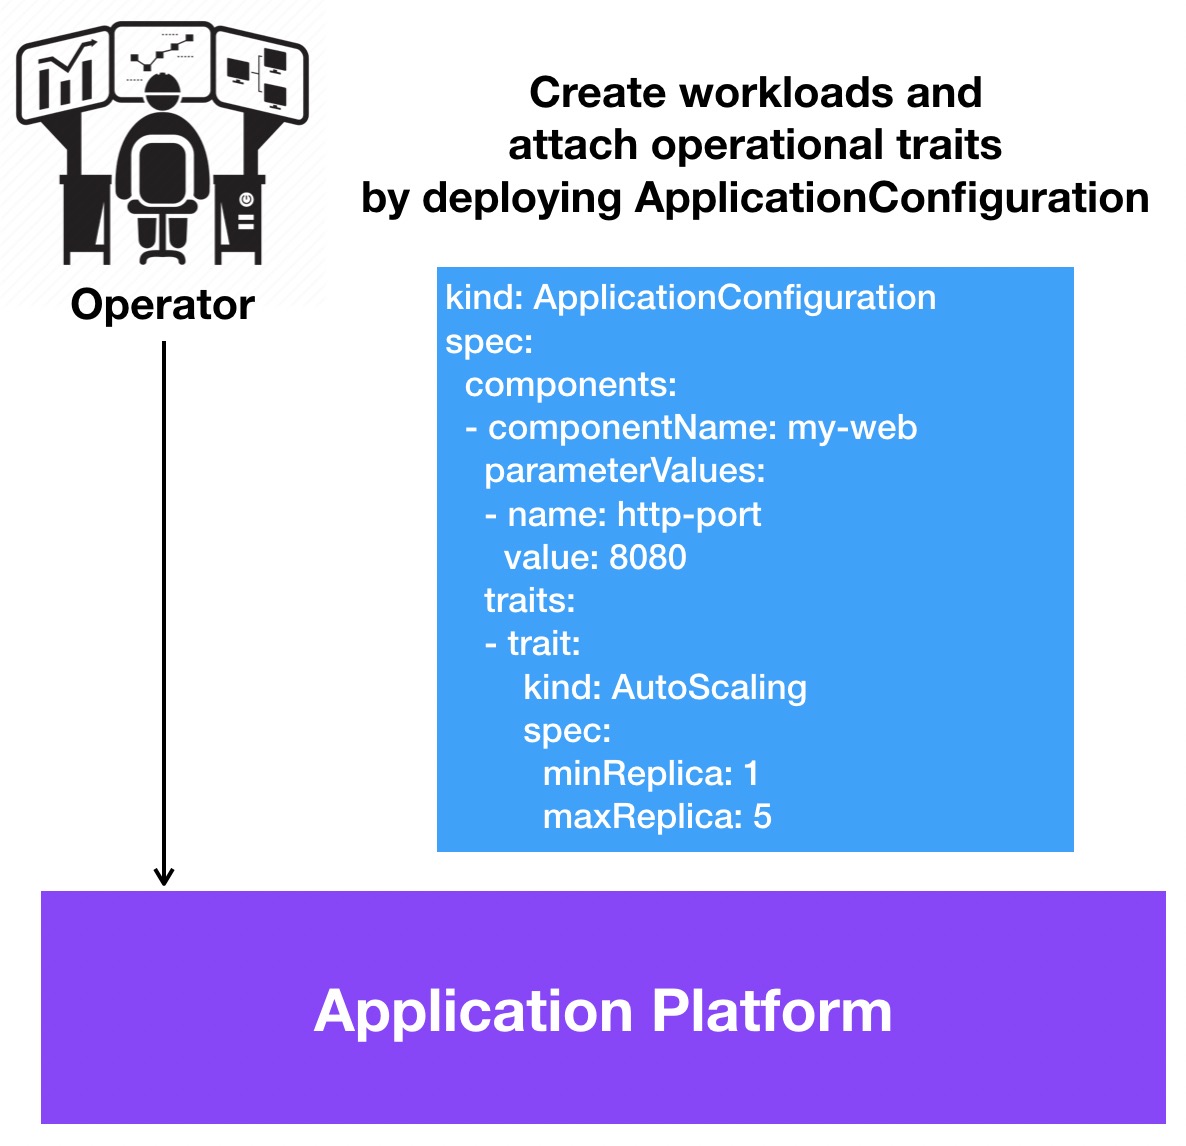 Create workloads and
attach operational traits
by deploying ApplicationConfiguration
Operator
kind: ApplicationConfiguration
spec:
components:
- componentName: my-web
parameterValues:
- name: http-port
value: 8080
traits:
- trait:
kind: AutoScaling
spec:
minReplica: 1
maxReplica: 5
Application Platform